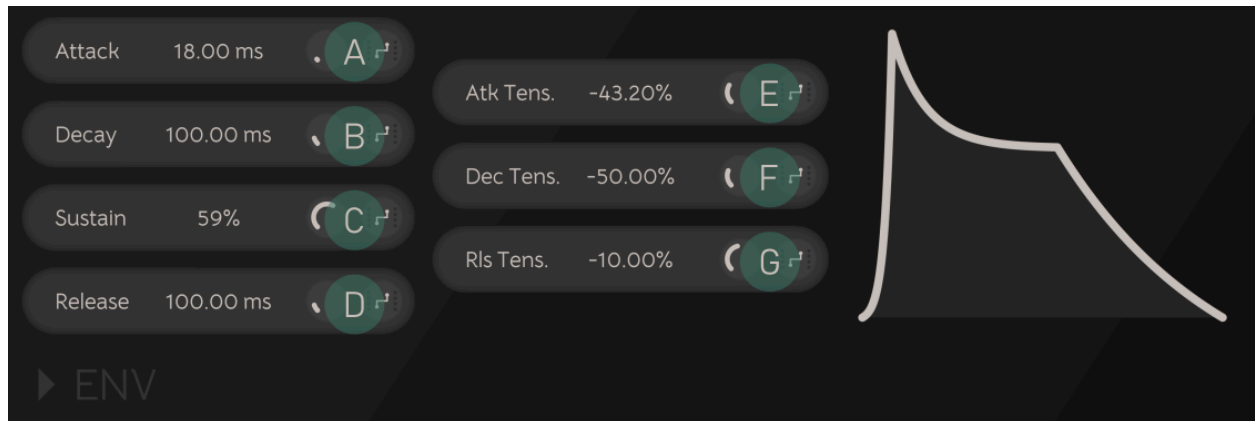 Attack 18.00 ms A
Decay 100.00 ms B
Sustain 59% C
Release 100.00 ms D
Atk Tens. -43.20% E
Dec Tens. -50.00% F
Rls Tens. -10.00% G
ENV